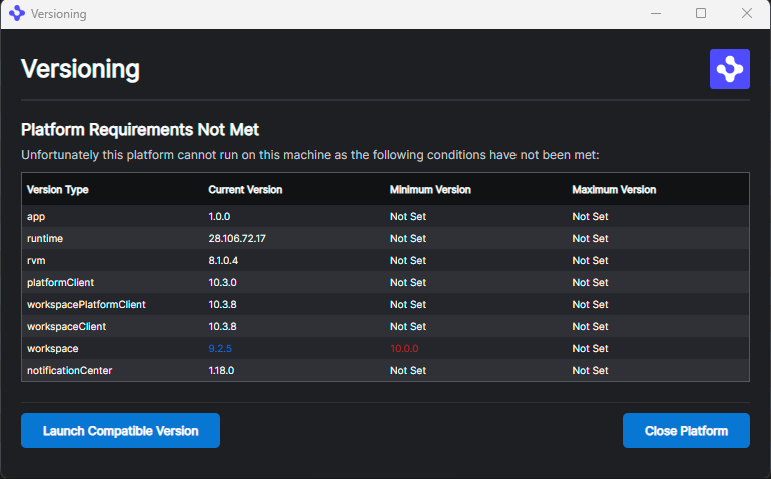 Versioning
Versioning
Platform Requirements Not Met
Unfortunately this platform cannot run on this machine as the following conditions have not been met:
Version Type Current Version Minimum Version Maximum Version
app 1.0.0 Not Set Not Set
runtime 28.106.72.17 Not Set Not Set
rvm 8.1.0.4 Not Set Not Set
platformClient 10.3.0 Not Set Not Set
workspacePlatformClient 10.3.8 Not Set Not Set
workspaceClient 10.3.8 Not Set Not Set
workspace 9.2.5 10.0.0 Not Set
notificationCenter 1.18.0 Not Set Not Set
Launch Compatible Version Close Platform